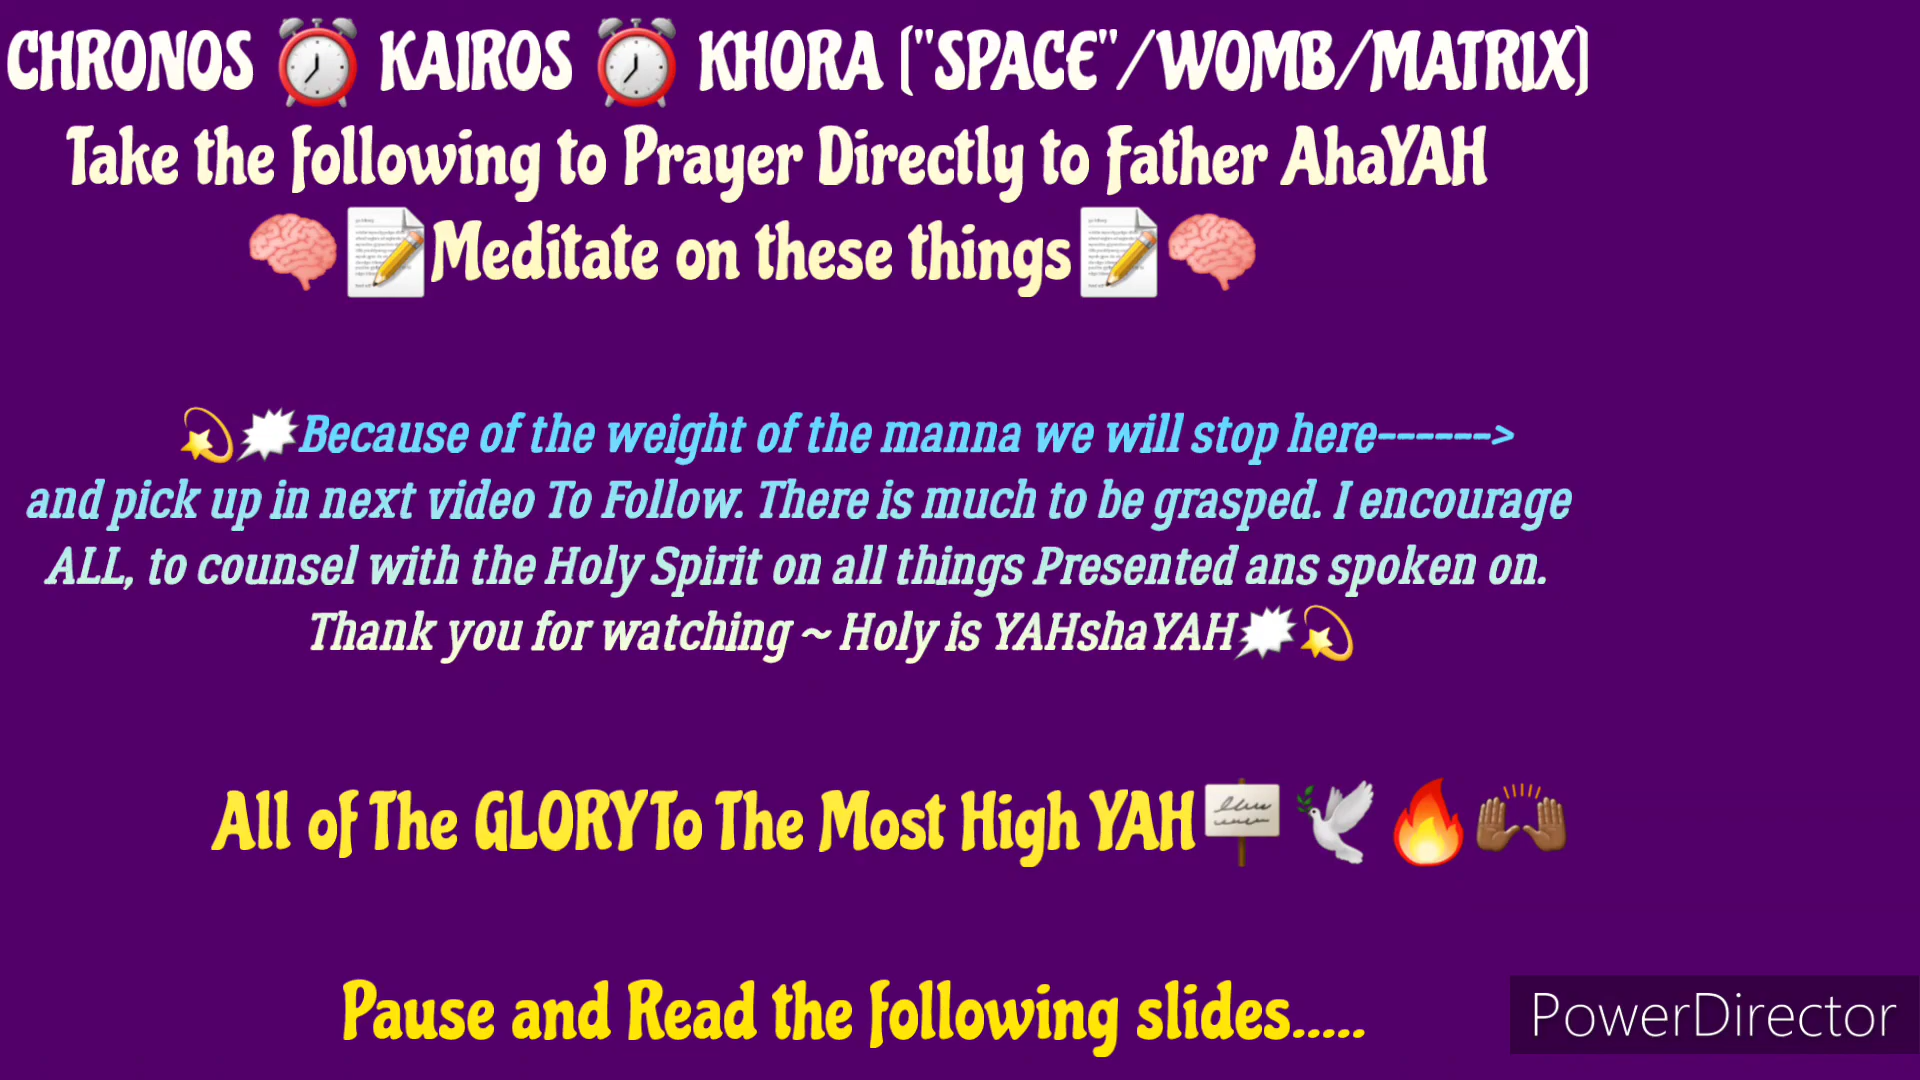 CHRONOS ⏰ KAIROS ⏰ KHORA ("SPACE"/WOMB/MATRIX)
Take the Following to Prayer Directly to Father AhaYAH
🧠📝Meditate on these things📝🧠
💫🗯Because of the weight of the manna we will stop here------>
and pick up in next video To Follow. There is much to be grasped. I encourage
ALL, to counsel with the Holy Spirit on all things Presented ans spoken on.
Thank you for watching ~ Holy is YAHshaYAH🗯💫
All of The GLORYTo The Most High YAH🪧🕊🔥🙌🏾
Pause and Read the following slides.....
PowerDirector